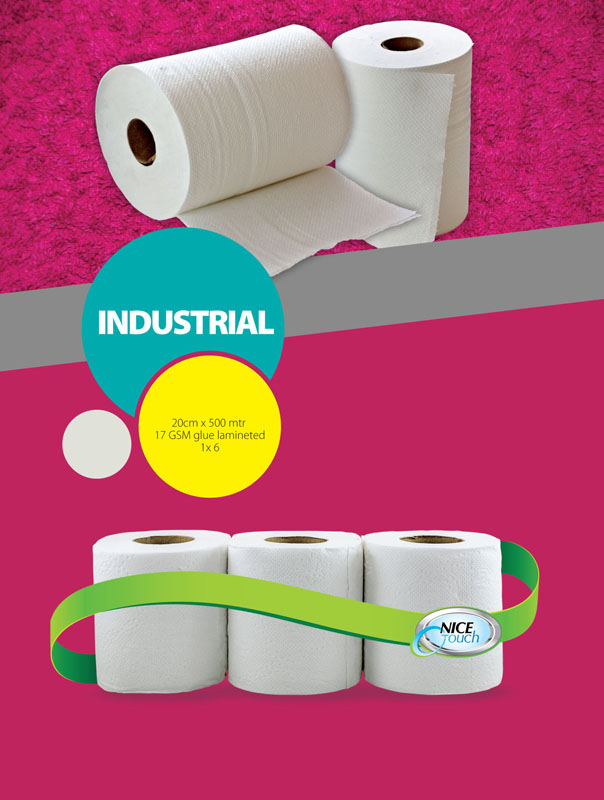 INDUSTRIAL
20cm x 500 mtr
17 GSM glue lamineted
1x 6
NICE
Touch